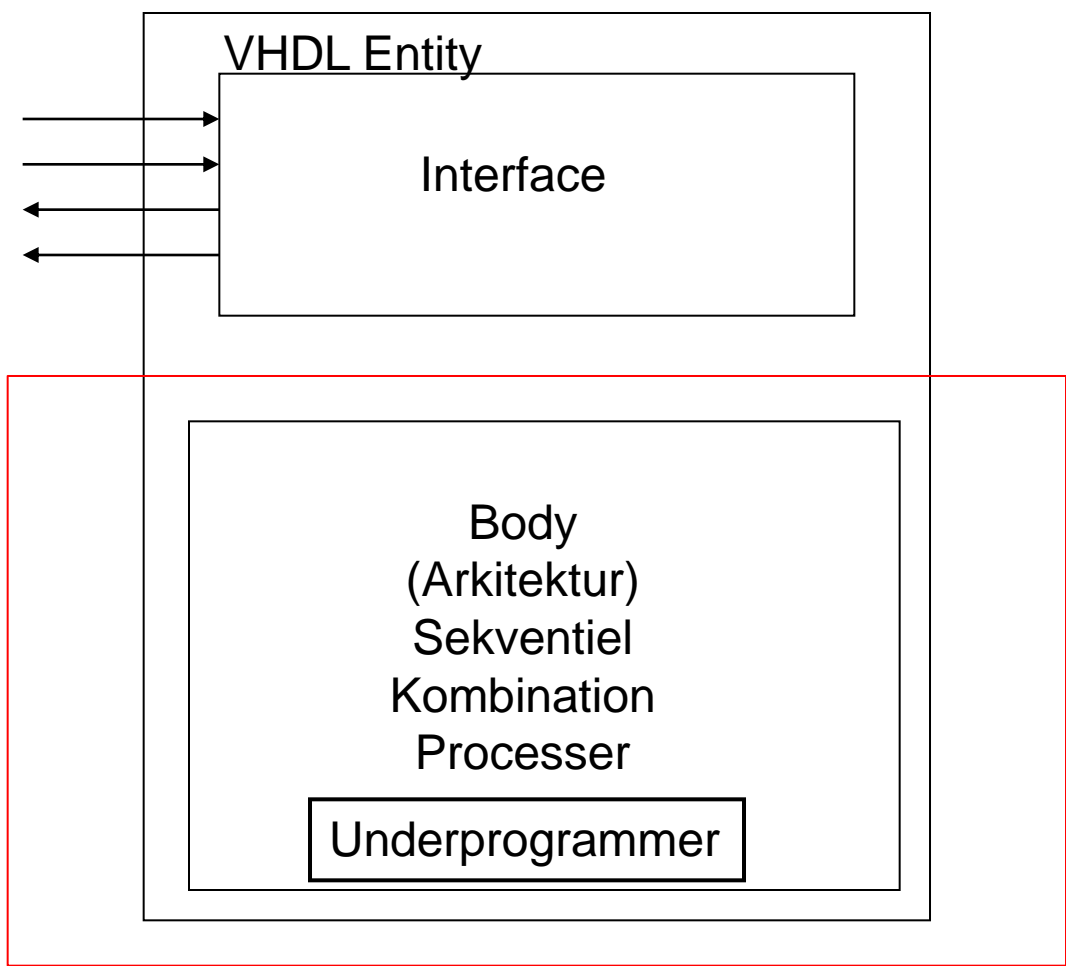 VHDL Entity
Interface
Body
(Arkitektur)
Sekventiel
Kombination
Processer
Underprogrammer